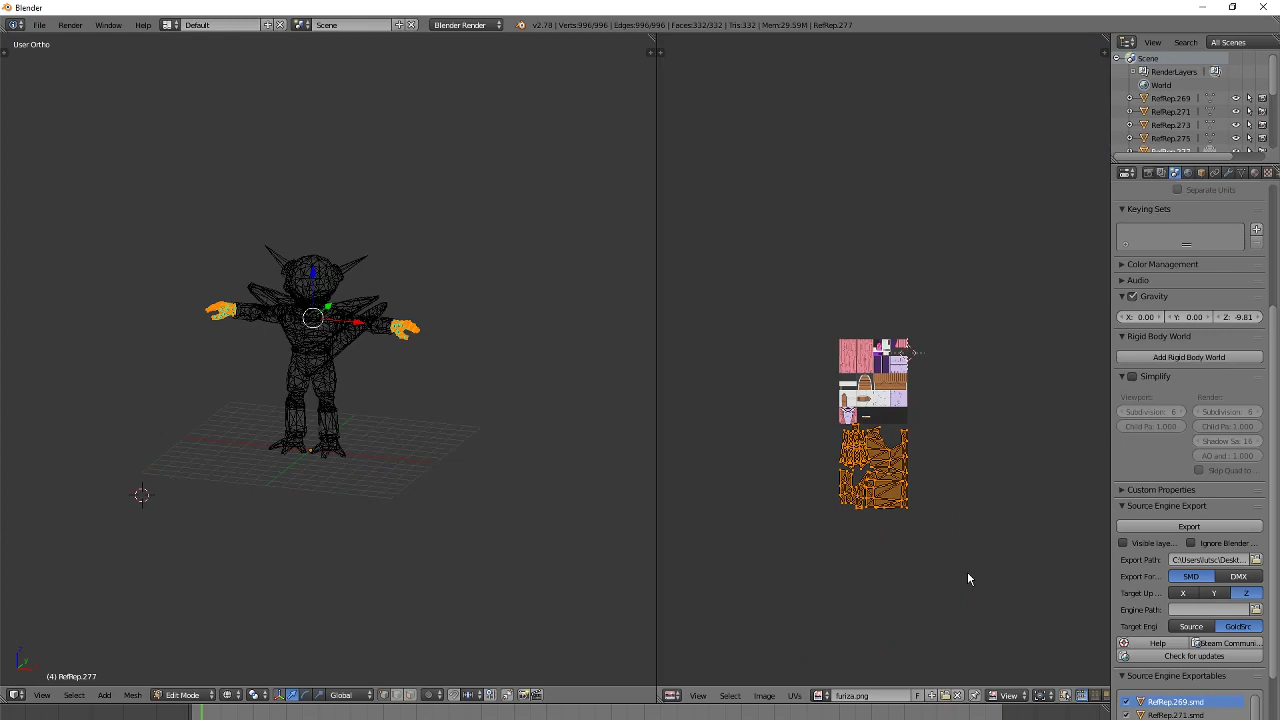 Blender
File Render Window Help Default Scene Blender Render v2.78 | Verts:996/996 | Edges:996/996 | Faces:332/332 | Tris:332 | Mem:29.59M | RefRep.277
User Ortho
View Search All Scenes
Scene
RenderLayers
World
RefRep.269
RefRep.271
RefRep.273
RefRep.275
RefRep.277
Separate Units
Keying Sets
Color Management
Audio
Gravity
X: 0.00 Y: 0.00 Z: -9.81
Rigid Body World
Add Rigid Body World
Simplify
Viewport: Render:
Subdivision: 6 Subdivision: 6
Child Pa: 1.000 Child Pa: 1.000
Shadow Sa: 16
AO and : 1.000
Skip Quad to ...
Custom Properties
Source Engine Export
Export
Visible laye... Ignore Blender ...
Export Path: C:\Users\lutsc\Deskt...
Export For... SMD DMX
Target Up ... X Y Z
Engine Path:
Target Engi Source GoldSrc
Help Steam Communi...
Check for updates
Source Engine Exportables
RefRep.269.smd
RefRep.271.smd
(4) RefRep.277
View Select Add Mesh Edit Mode Global View Select Image UVs furiza.png F View